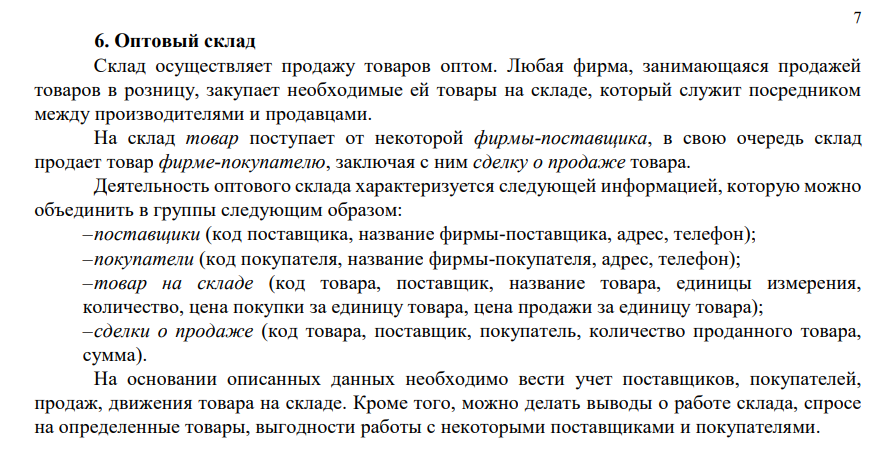 7
6. Оптовый склад
Склад осуществляет продажу товаров оптом. Любая фирма, занимающаяся продажей
товаров в розницу, закупает необходимые ей товары на складе, который служит посредником
между производителями и продавцами.
На склад товар поступает от некоторой фирмы-поставщика, в свою очередь склад
продает товар фирме-покупателю, заключая с ним сделку о продаже товара.
Деятельность оптового склада характеризуется следующей информацией, которую можно
объединить в группы следующим образом:
–поставщики (код поставщика, название фирмы-поставщика, адрес, телефон);
–покупатели (код покупателя, название фирмы-покупателя, адрес, телефон);
–товар на складе (код товара, поставщик, название товара, единицы измерения,
количество, цена покупки за единицу товара, цена продажи за единицу товара);
–сделки о продаже (код товара, поставщик, покупатель, количество проданного товара,
сумма).
На основании описанных данных необходимо вести учет поставщиков, покупателей,
продаж, движения товара на складе. Кроме того, можно делать выводы о работе склада, спросе
на определенные товары, выгодности работы с некоторыми поставщиками и покупателями.